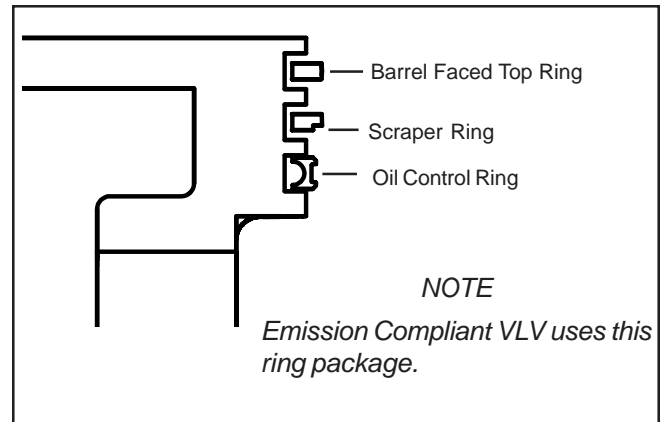 Barrel Faced Top Ring
Scraper Ring
Oil Control Ring
NOTE
Emission Compliant VLV uses this
ring package.